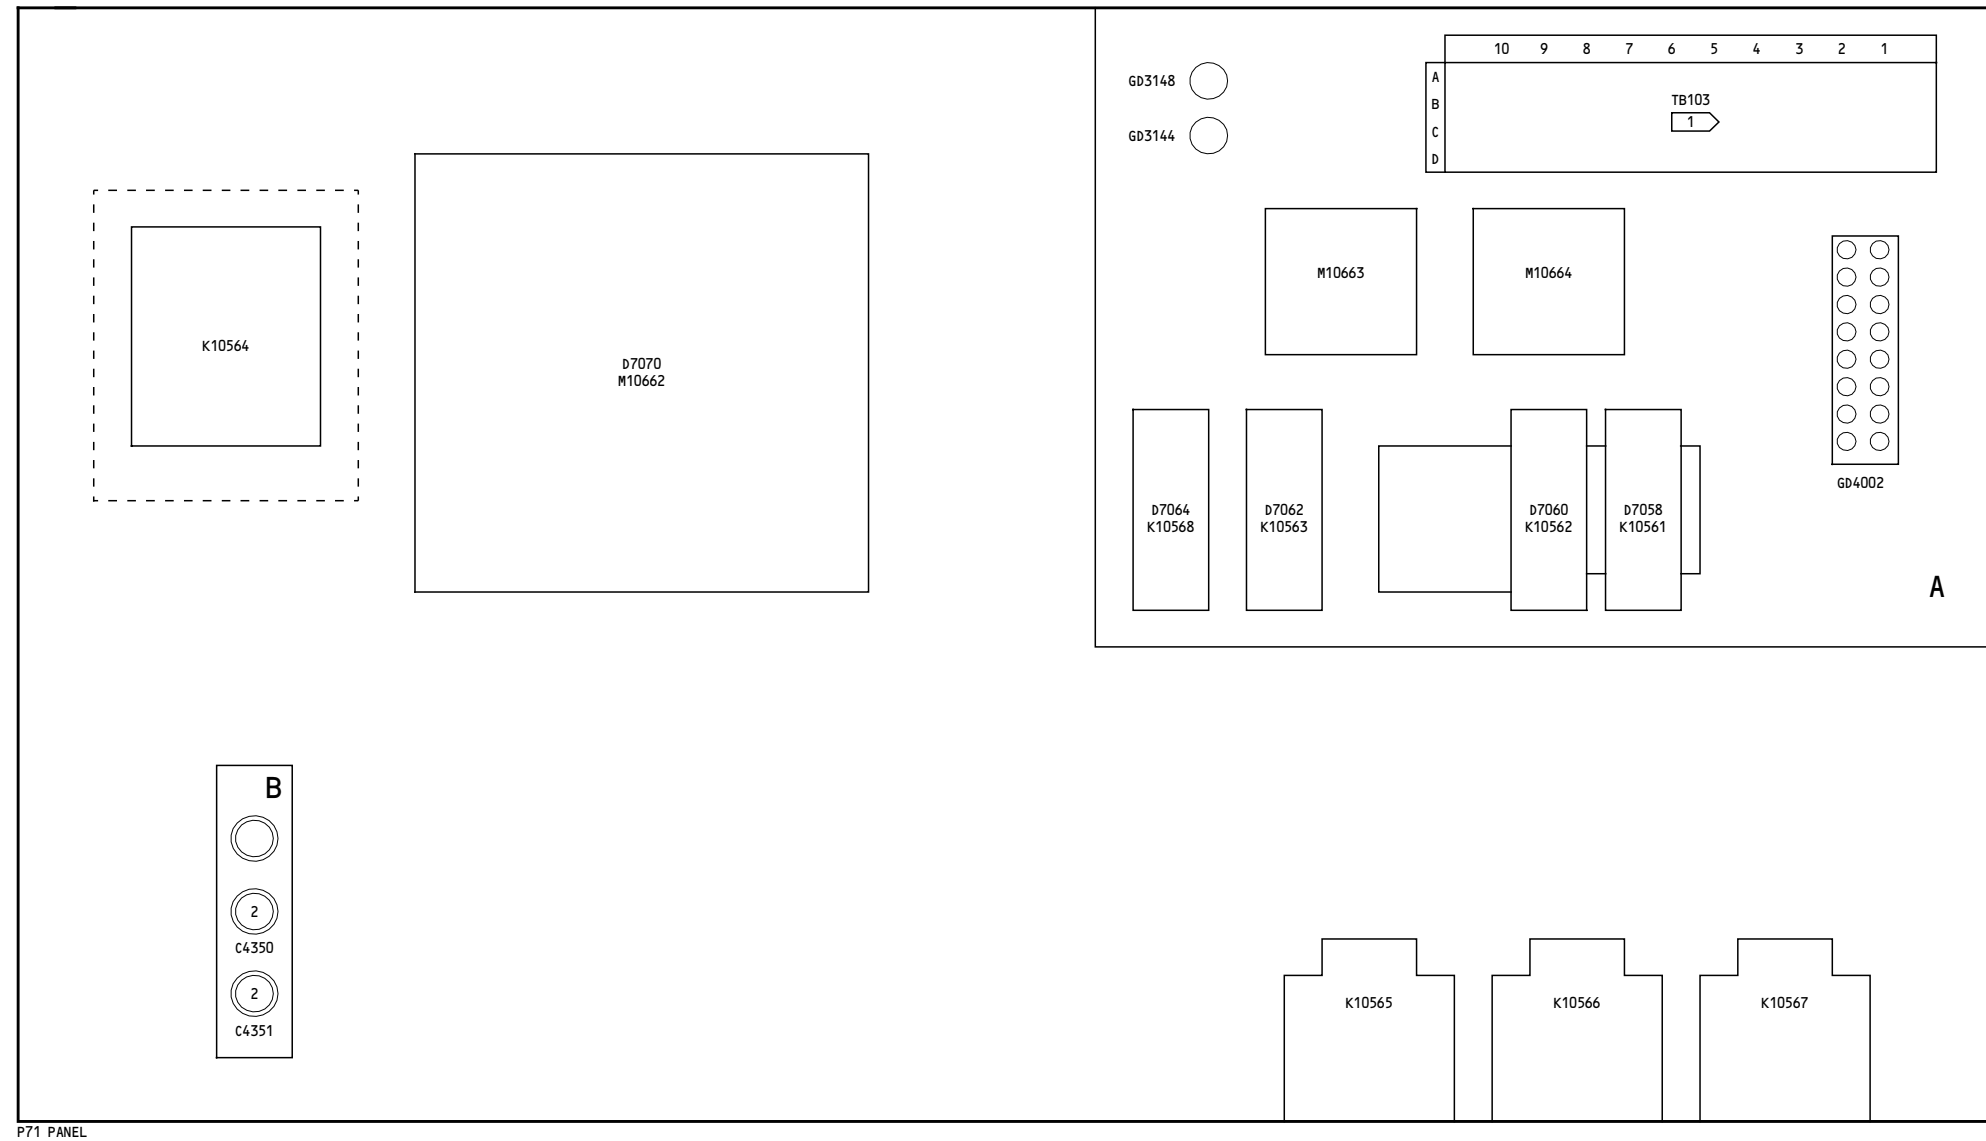 10 9 8 7 6 5 4 3 2 1
A
B
C
D
TB103
1
GD3148
GD3144
M10663
M10664
K10564
D7070
M10662
GD4002
D7064
K10568
D7062
K10563
D7060
K10562
D7058
K10561
A
B
2
C4350
2
C4351
K10565
K10566
K10567
P71 PANEL